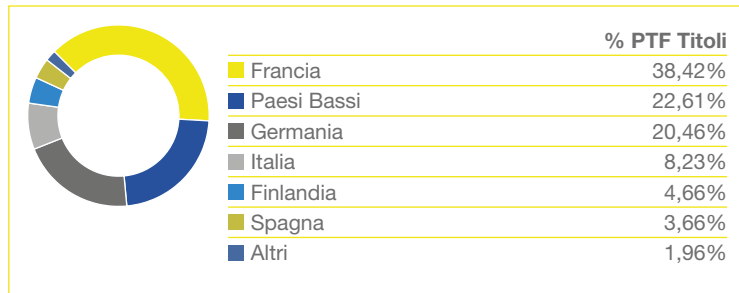 % PTF Titoli
Francia 38,42%
Paesi Bassi 22,61%
Germania 20,46%
Italia 8,23%
Finlandia 4,66%
Spagna 3,66%
Altri 1,96%